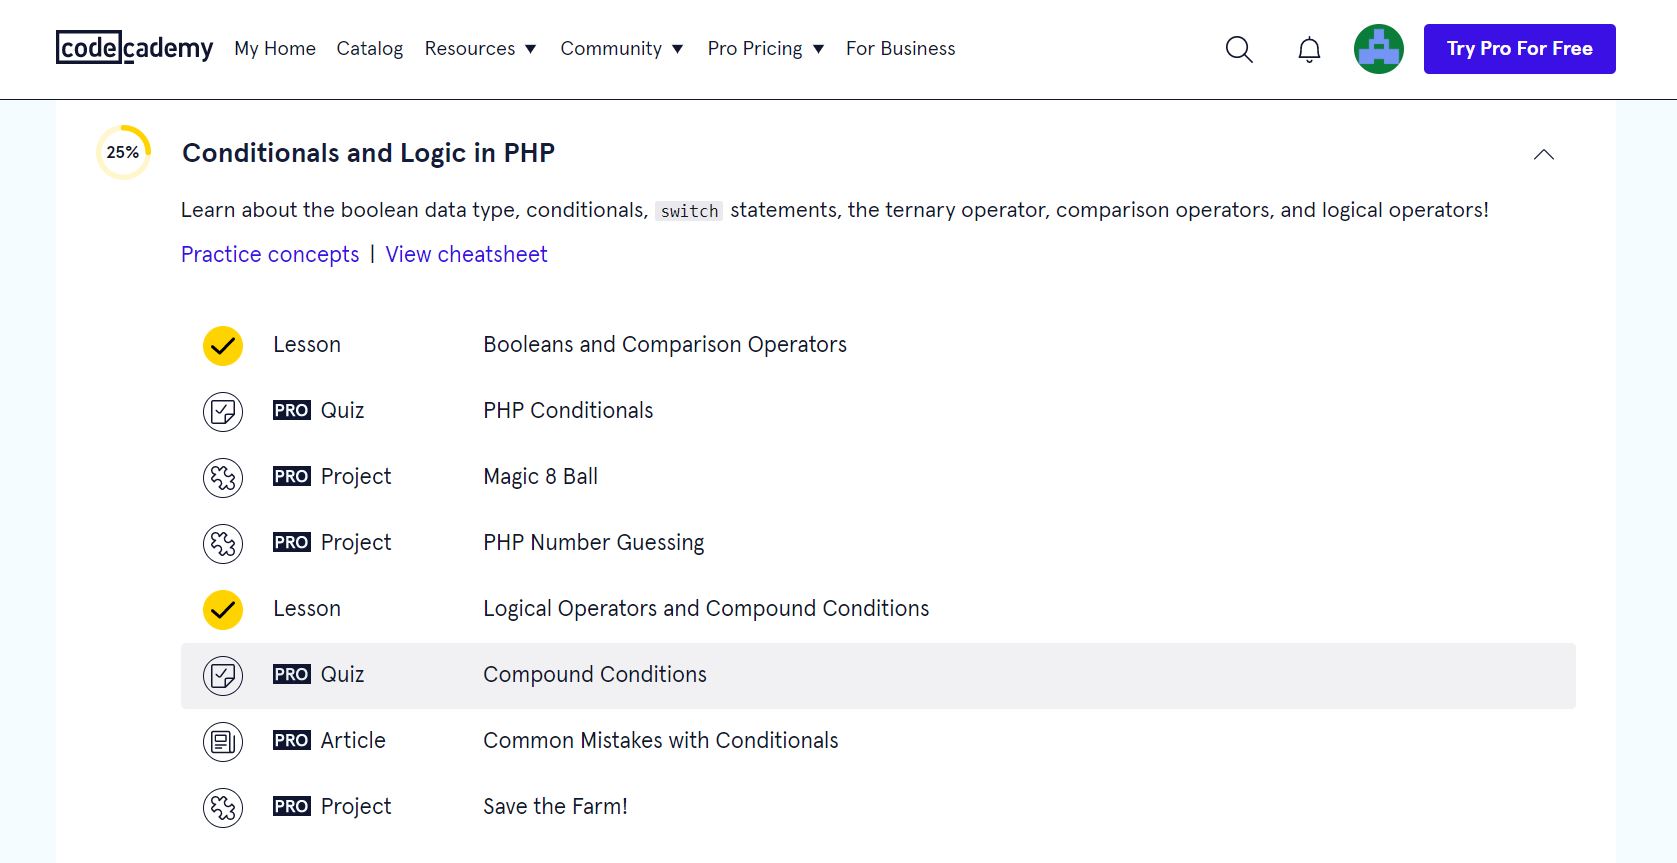 codecademy My Home Catalog Resources Community Pro Pricing For Business Try Pro For Free
25% Conditionals and Logic in PHP
Learn about the boolean data type, conditionals, switch statements, the ternary operator, comparison operators, and logical operators!
Practice concepts | View cheatsheet
Lesson Booleans and Comparison Operators
PRO Quiz PHP Conditionals
PRO Project Magic 8 Ball
PRO Project PHP Number Guessing
Lesson Logical Operators and Compound Conditions
PRO Quiz Compound Conditions
PRO Article Common Mistakes with Conditionals
PRO Project Save the Farm!